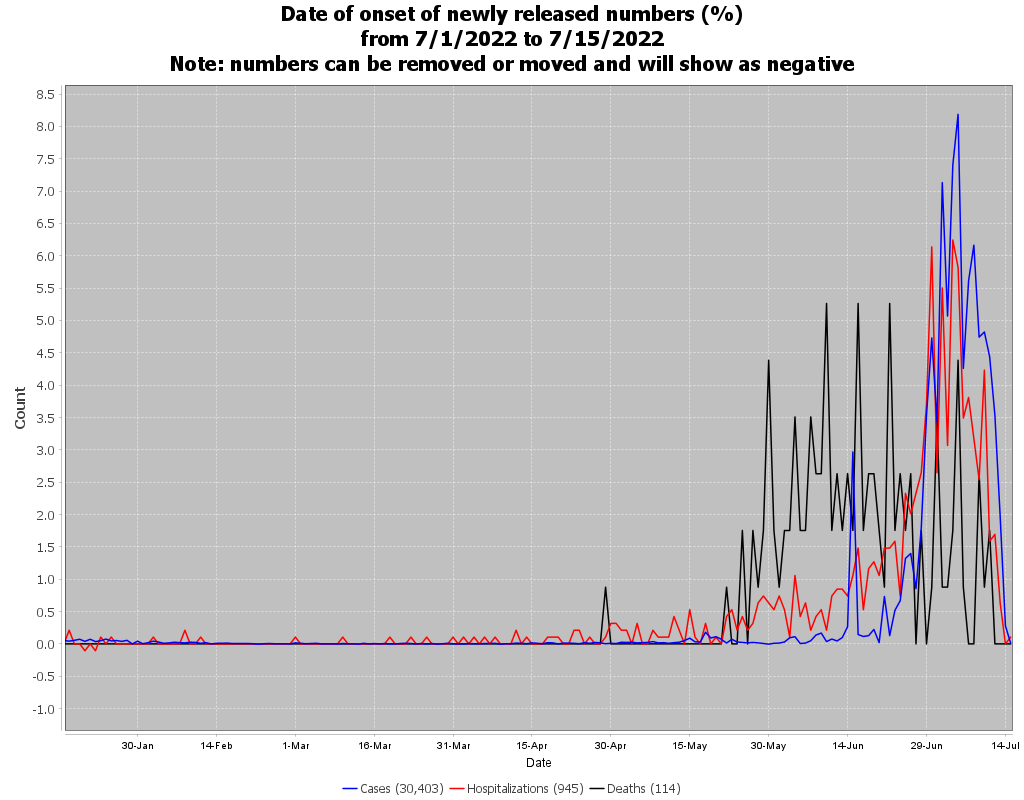 Date of onset of newly released numbers (%)
from 7/1/2022 to 7/15/2022
Note: numbers can be removed or moved and will show as negative
8.5
8.0
7.5
7.0
6.5
6.0
5.5
5.0
4.5
4.0
3.5
3.0
2.5
2.0
1.5
1.0
0.5
0.0
-0.5
-1.0
Count
30-Jan 14-Feb 1-Mar 16-Mar 31-Mar 15-Apr 30-Apr 15-May 30-May 14-Jun 29-Jun 14-Jul
Date
Cases (30,403) Hospitalizations (945) Deaths (114)